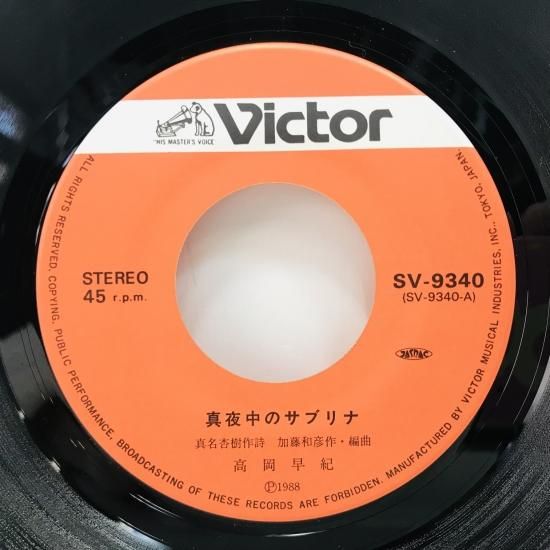 Victor
"HIS MASTER'S VOICE"
STEREO
45 r.p.m.
SV-9340
(SV-9340-A)
JASRAC
真夜中のサブリナ
真名杏樹作詩 加藤和彦作・編曲
高岡早紀
Ⓟ1988
ALL RIGHTS RESERVED. COPYING, PUBLIC PERFORMANCE, BROADCASTING OF THESE RECORDS ARE FORBIDDEN. MANUFACTURED BY VICTOR MUSICAL INDUSTRIES, INC., TOKYO, JAPAN.